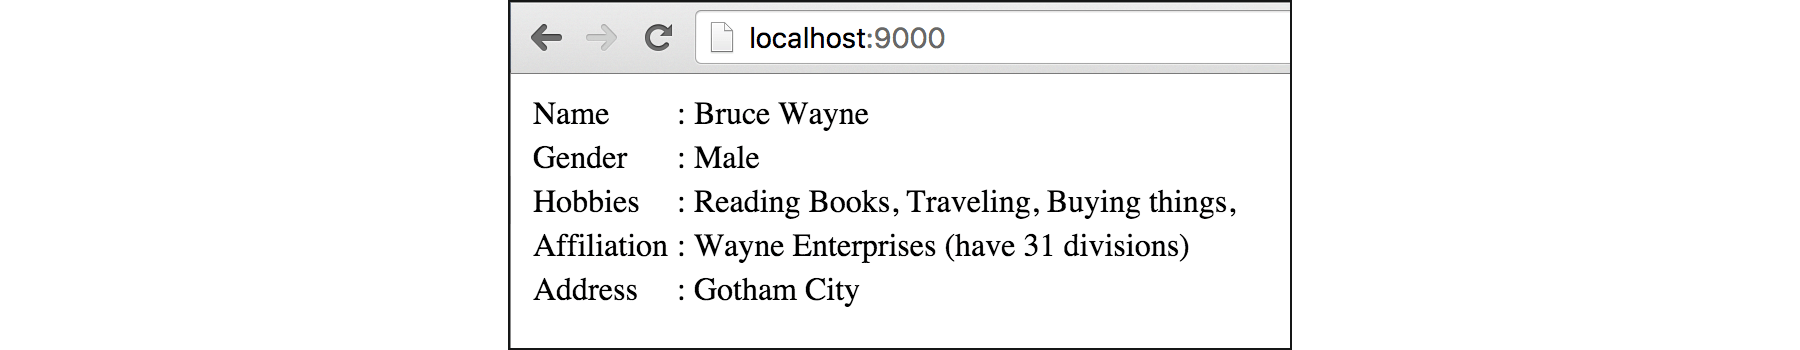 localhost:9000
Name : Bruce Wayne
Gender : Male
Hobbies : Reading Books, Traveling, Buying things,
Affiliation : Wayne Enterprises (have 31 divisions)
Address : Gotham City